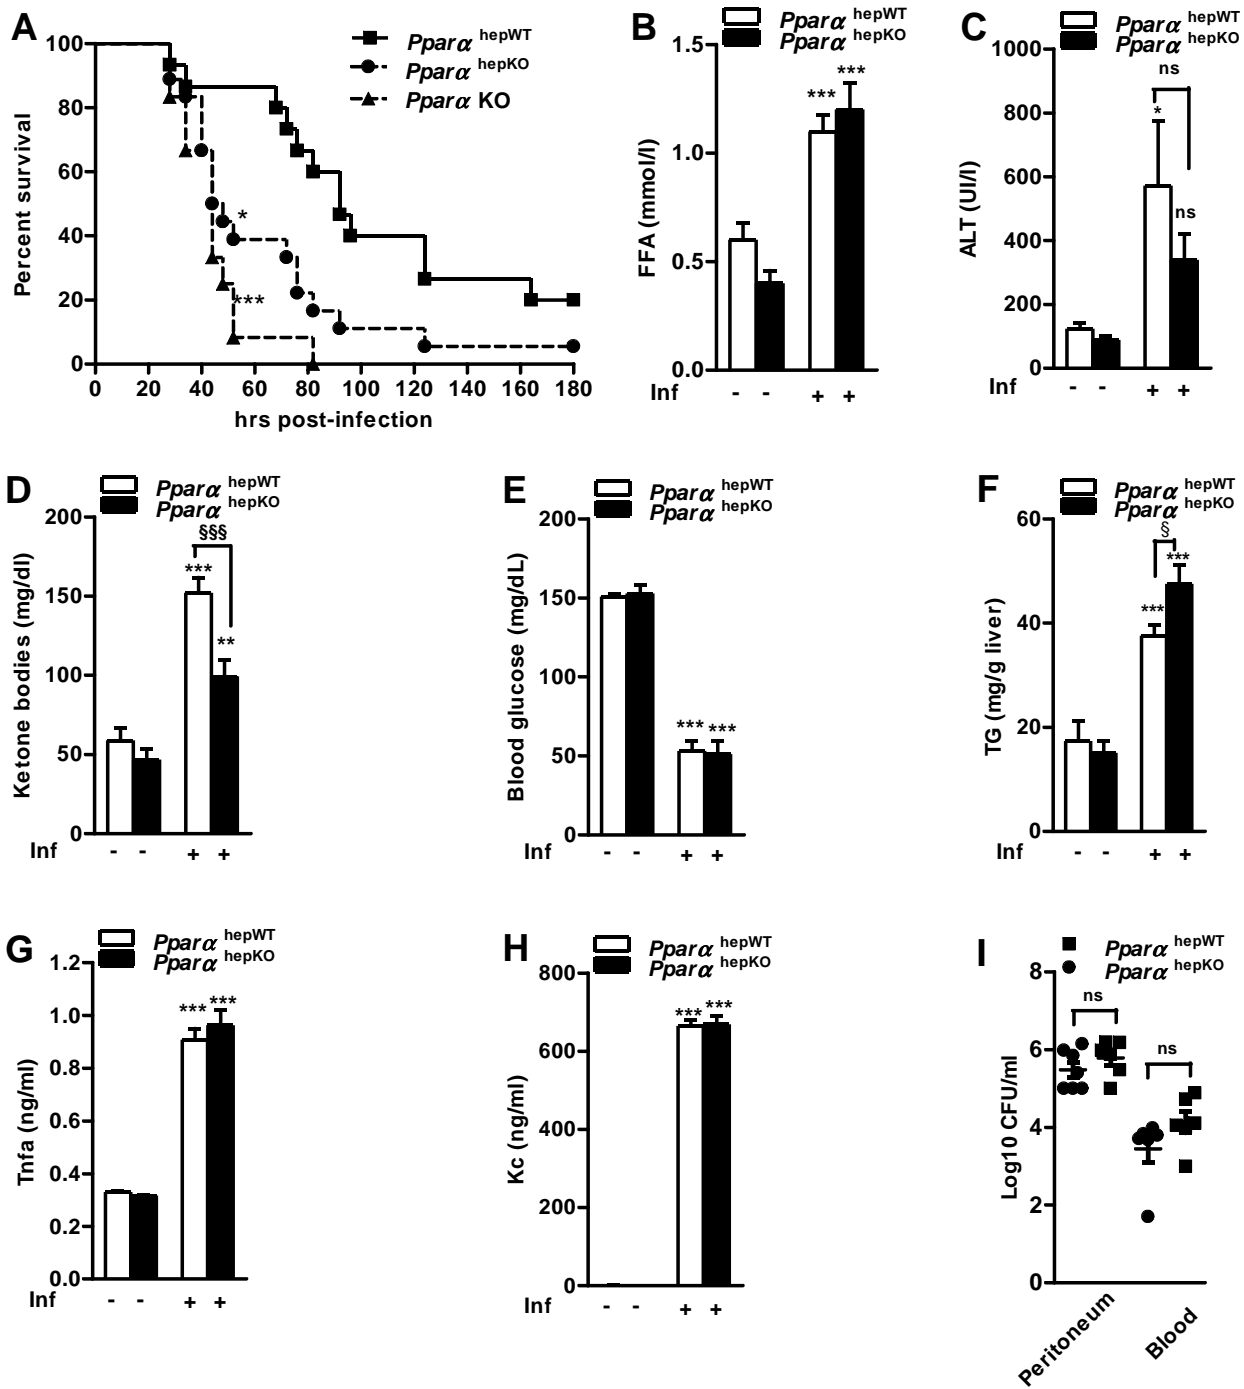 A
Pparα hepWT
Pparα hepKO
Pparα KO
100
80
60
40
20
0
Percent survival
*
***
0 20 40 60 80 100 120 140 160 180
hrs post-infection
B
Pparα hepWT
Pparα hepKO
1.5
1.0
0.5
0.0
FFA (mmol/l)
*** ***
Inf - - + +
C
Pparα hepWT
Pparα hepKO
1000
800
600
400
200
0
ALT (UI/l)
ns
*
ns
Inf - - + +
D
Pparα hepWT
Pparα hepKO
200
150
100
50
0
Ketone bodies (mg/dl)
§§§
***
**
Inf - - + +
E
Pparα hepWT
Pparα hepKO
200
150
100
50
0
Blood glucose (mg/dL)
*** ***
Inf - - + +
F
Pparα hepWT
Pparα hepKO
60
40
20
0
TG (mg/g liver)
§
***
***
Inf - - + +
G
Pparα hepWT
Pparα hepKO
1.2
1.0
0.8
0.6
0.4
0.2
0.0
Tnfa (ng/ml)
*** ***
Inf - - + +
H
Pparα hepWT
Pparα hepKO
800
600
400
200
0
Kc (ng/ml)
*** ***
Inf - - + +
I
Pparα hepWT
Pparα hepKO
8
6
4
2
0
Log10 CFU/ml
ns
ns
Peritoneum
Blood